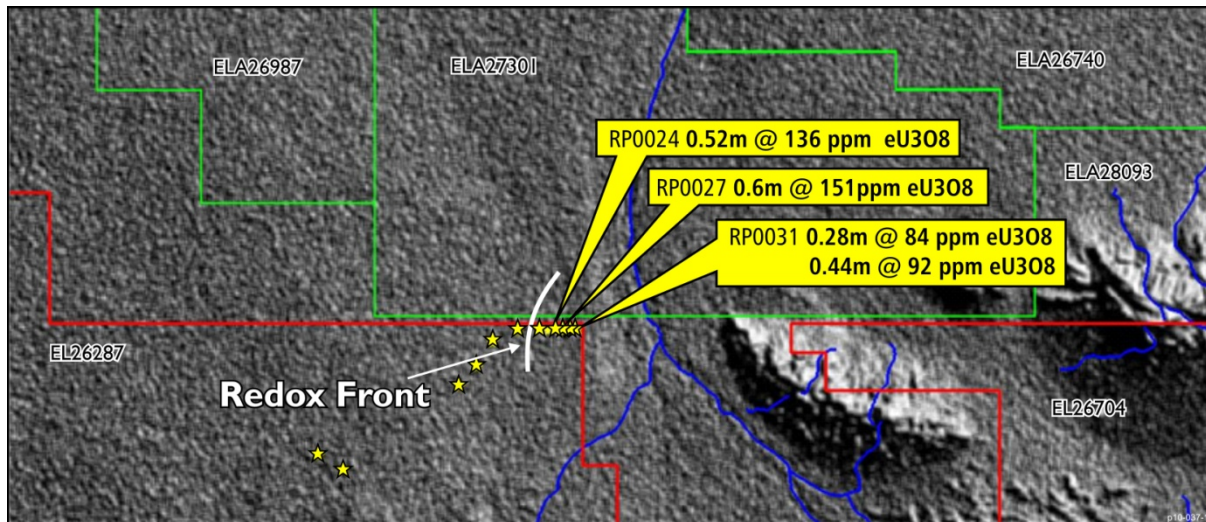 ELA26987
ELA27301
ELA26740
RP0024 0.52m @ 136 ppm eU3O8
ELA28093
RP0027 0.6m @ 151ppm eU3O8
RP0031 0.28m @ 84 ppm eU3O8
0.44m @ 92 ppm eU3O8
EL26287
Redox Front
EL26704